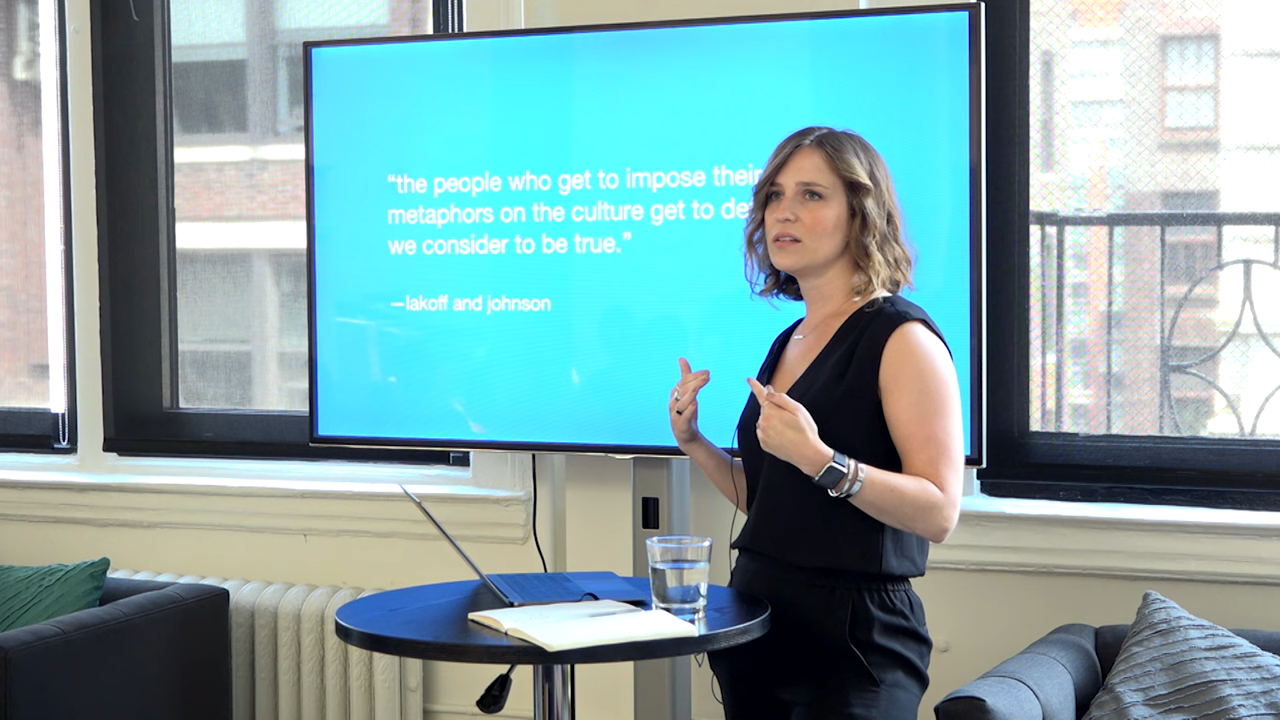 “the people who get to impose their
metaphors on the culture get to
we consider to be true.”
—lakoff and johnson